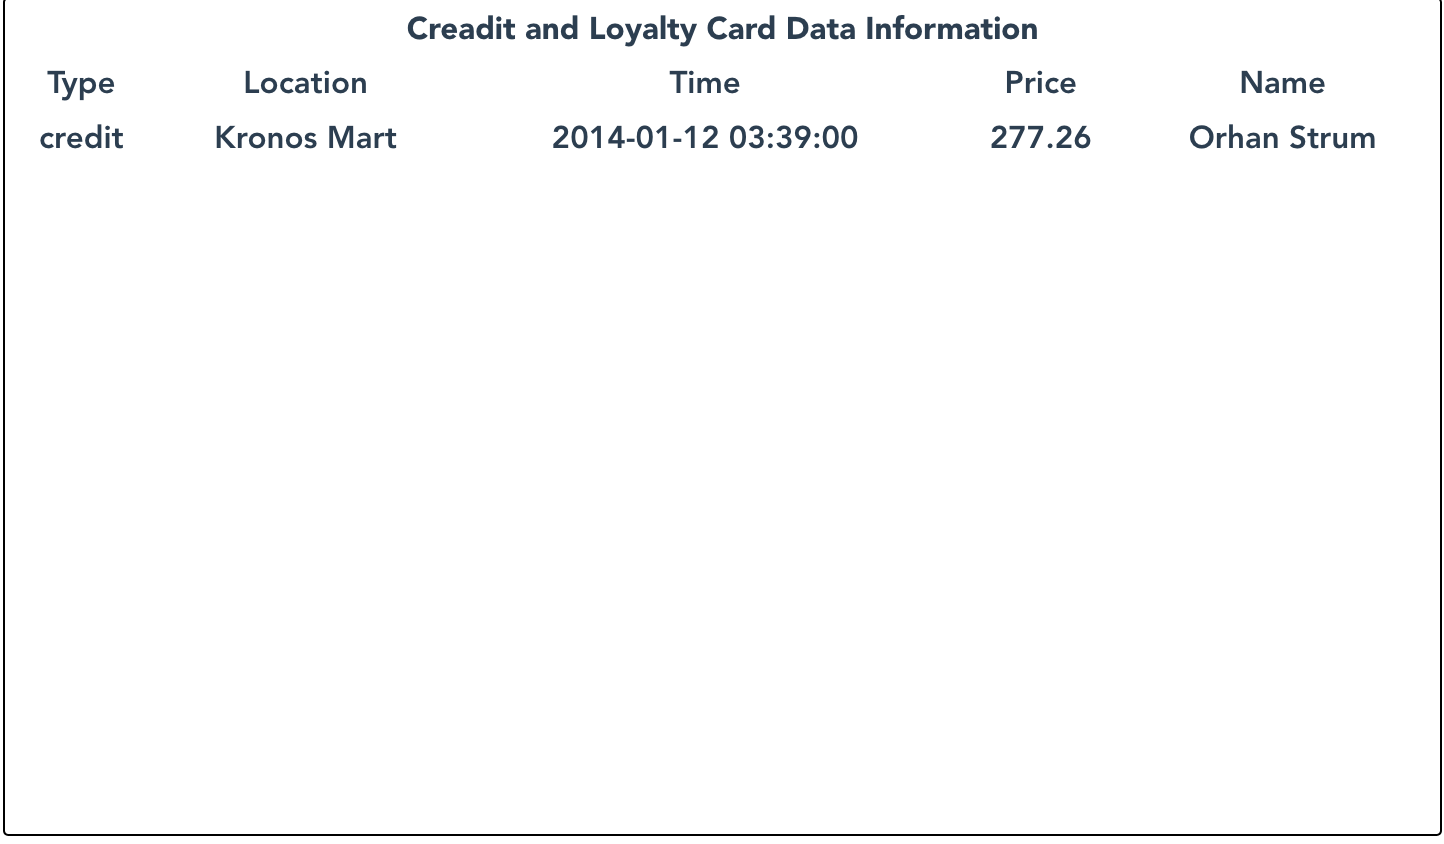 Creadit and Loyalty Card Data Information
Type Location Time Price Name
credit Kronos Mart 2014-01-12 03:39:00 277.26 Orhan Strum